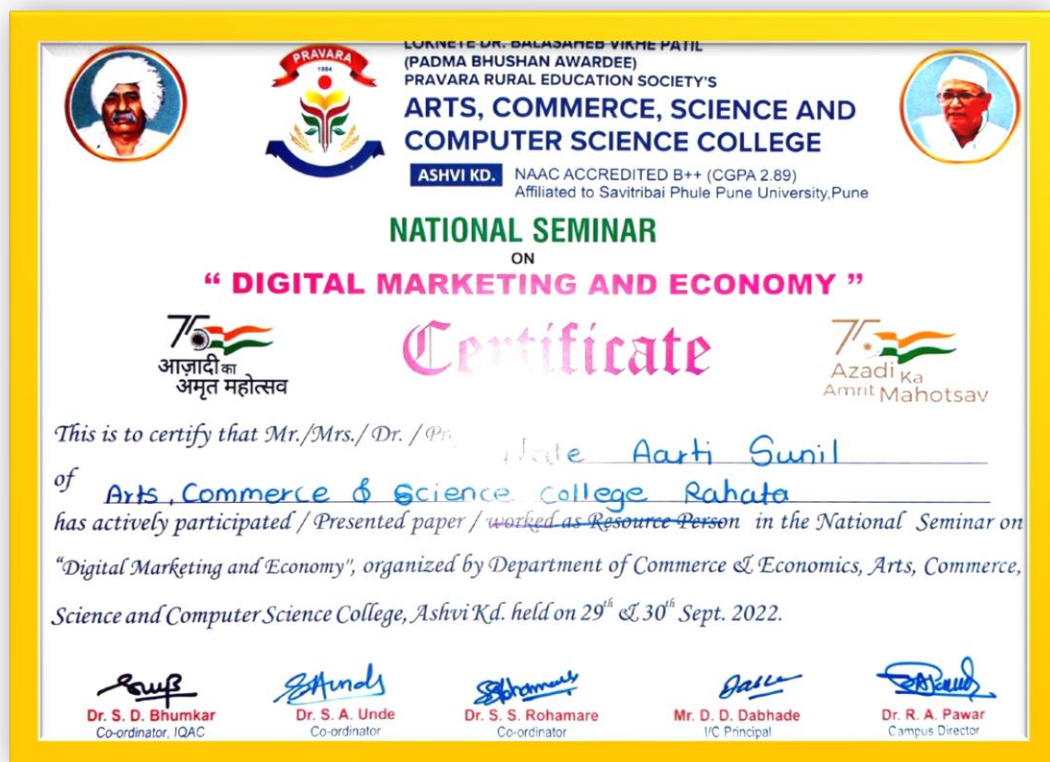 LOKNETE DR. BALASAHEB VIKHE PATIL
(PADMA BHUSHAN AWARDEE)
PRAVARA RURAL EDUCATION SOCIETY'S
PRAVARA
1964
ARTS, COMMERCE, SCIENCE AND
COMPUTER SCIENCE COLLEGE
ASHVI KD. NAAC ACCREDITED B++ (CGPA 2.89)
Affiliated to Savitribai Phule Pune University,Pune
NATIONAL SEMINAR
ON
“ DIGITAL MARKETING AND ECONOMY ”
Certificate
75
आज़ादी का
अमृत महोत्सव
75
Azadi Ka
Amrit Mahotsav
This is to certify that Mr./Mrs./ Dr. / Aarti Sunil
of Arts, Commerce & Science college Rahata
has actively participated / Presented paper / worked as Resource Person in the National Seminar on
"Digital Marketing and Economy", organized by Department of Commerce & Economics, Arts, Commerce,
Science and Computer Science College, Ashvi Kd. held on 29th & 30th Sept. 2022.
Dr. S. D. Bhumkar Dr. S. A. Unde Dr. S. S. Rohamare Mr. D. D. Dabhade Dr. R. A. Pawar
Co-ordinator, IQAC Co-ordinator Co-ordinator I/C Principal Campus Director